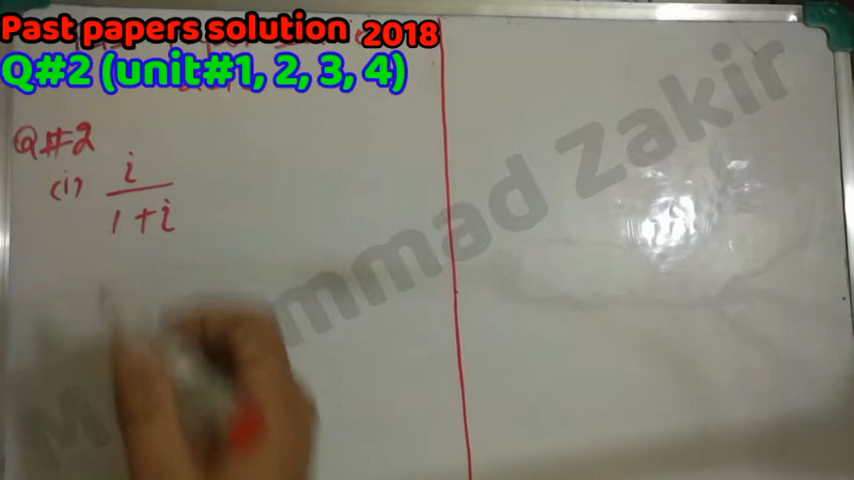 Past papers solution 2018
Q#2 (unit#1, 2, 3, 4)
Q#2
(i) i
1+i
Muhammad Zakir